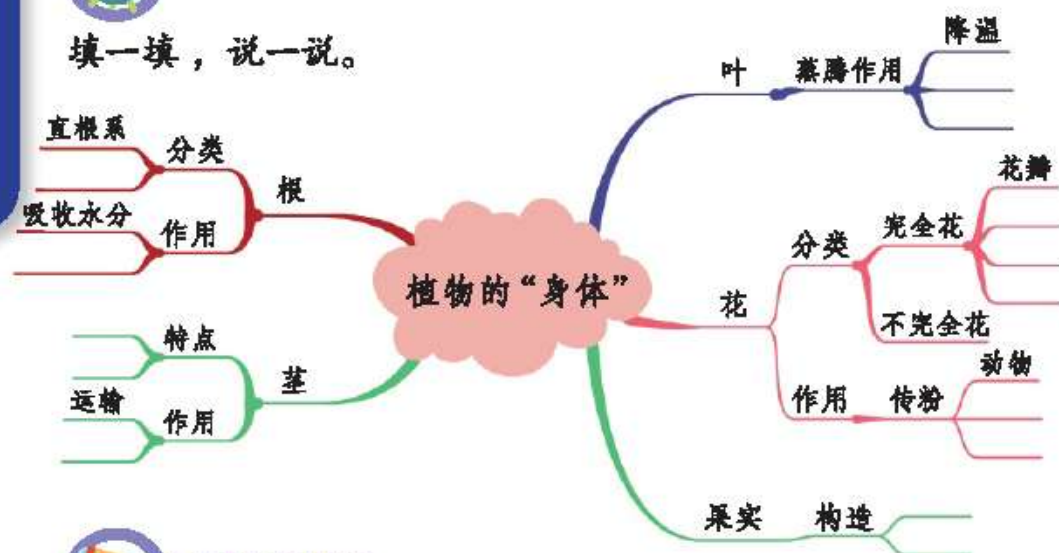 填一填，说一说。
直根系
分类
根
吸收水分
作用
特点
茎
运输
作用
植物的“身体”
叶
蒸腾作用
降温
花
分类
完全花
花瓣
不完全花
作用
传粉
动物
果实
构造